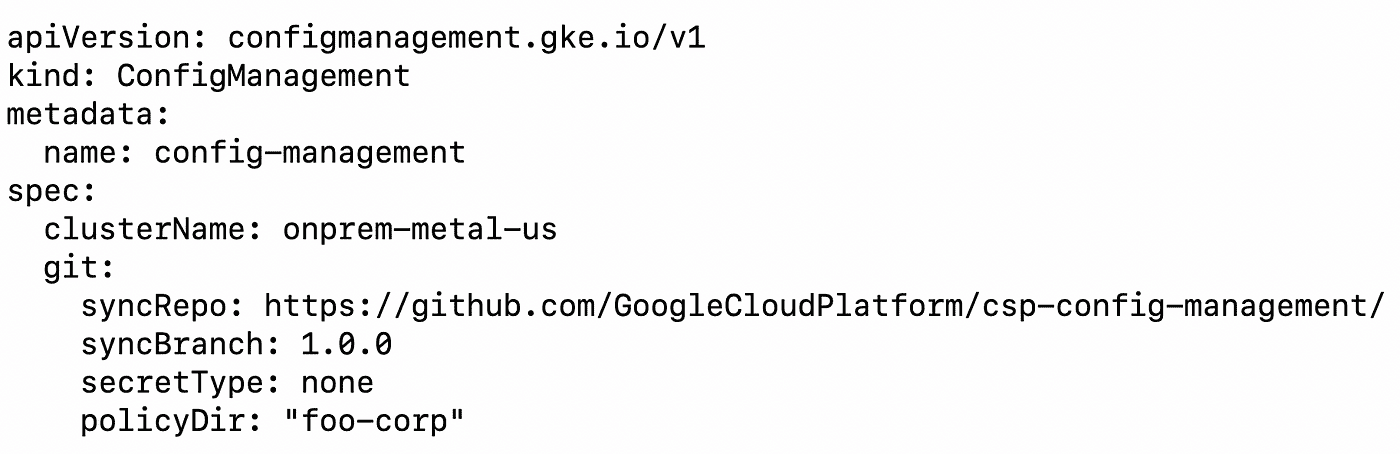 apiVersion: configmanagement.gke.io/v1
kind: ConfigManagement
metadata:
  name: config-management
spec:
  clusterName: onprem-metal-us
  git:
    syncRepo: https://github.com/GoogleCloudPlatform/csp-config-management/
    syncBranch: 1.0.0
    secretType: none
    policyDir: "foo-corp"